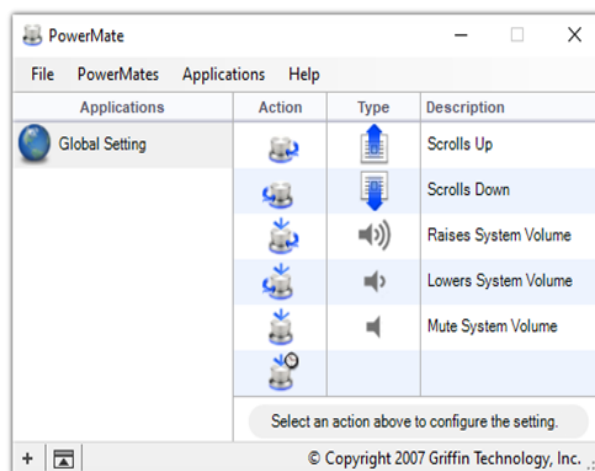 PowerMate
File PowerMates Applications Help
Applications Action Type Description
Global Setting
Scrolls Up
Scrolls Down
Raises System Volume
Lowers System Volume
Mute System Volume
Select an action above to configure the setting.
© Copyright 2007 Griffin Technology, Inc.